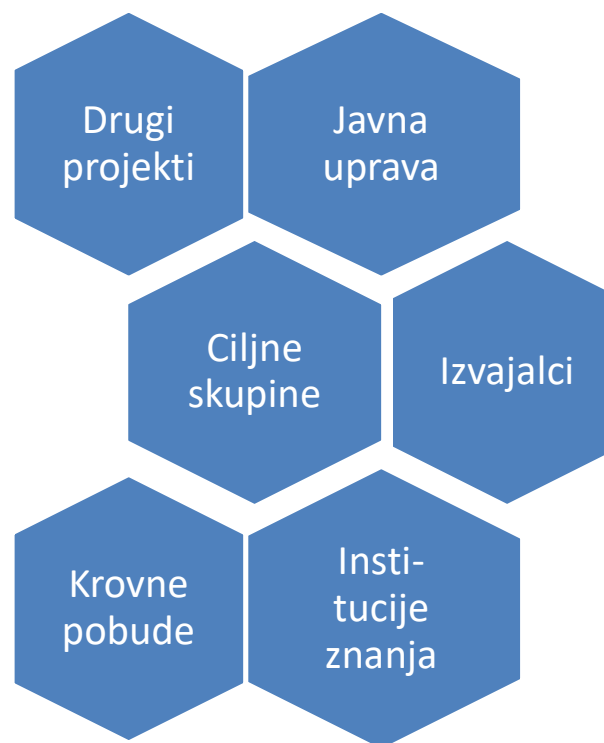 Drugi
projekti
Javna
uprava
Ciljne
skupine
Izvajalci
Krovne
pobude
Insti-
tucije
znanja